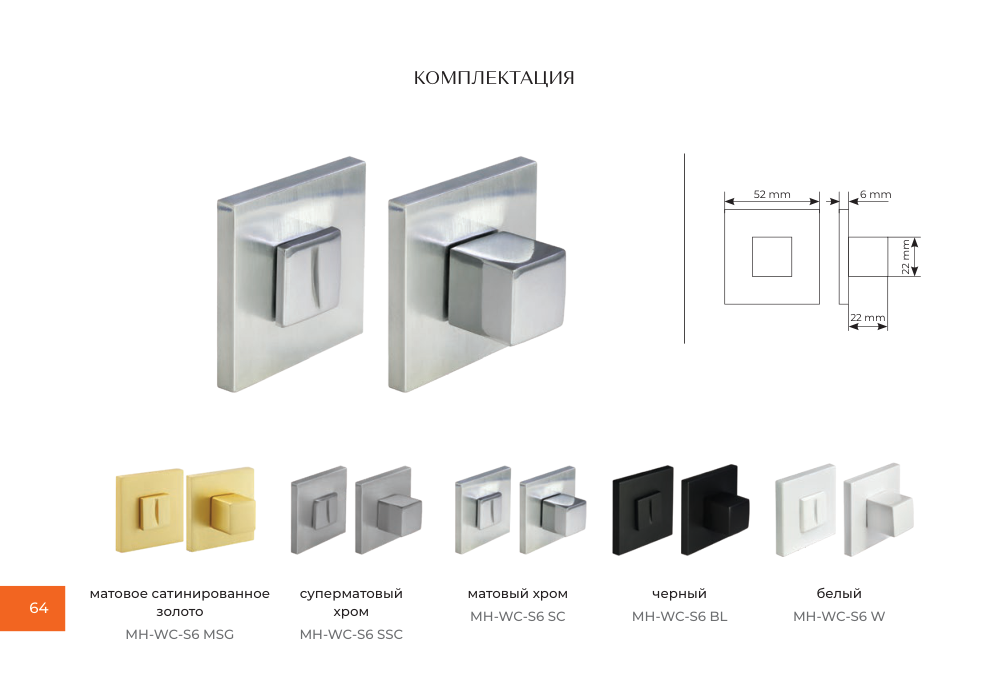 КОМПЛЕКТАЦИЯ
52 mm
6 mm
22 mm
22 mm
матовое сатинированное
золото
MH-WC-S6 MSG
суперматовый
хром
MH-WC-S6 SSC
матовый хром
MH-WC-S6 SC
черный
MH-WC-S6 BL
белый
MH-WC-S6 W
64